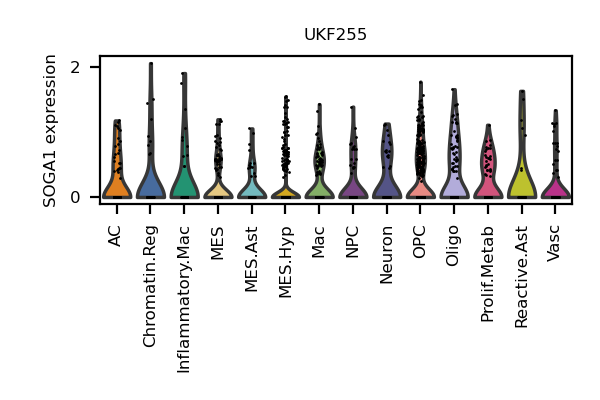 UKF255
SOGA1 expression
2
0
AC
Chromatin.Reg
Inflammatory.Mac
MES
MES.Ast
MES.Hyp
Mac
NPC
Neuron
OPC
Oligo
Prolif.Metab
Reactive.Ast
Vasc